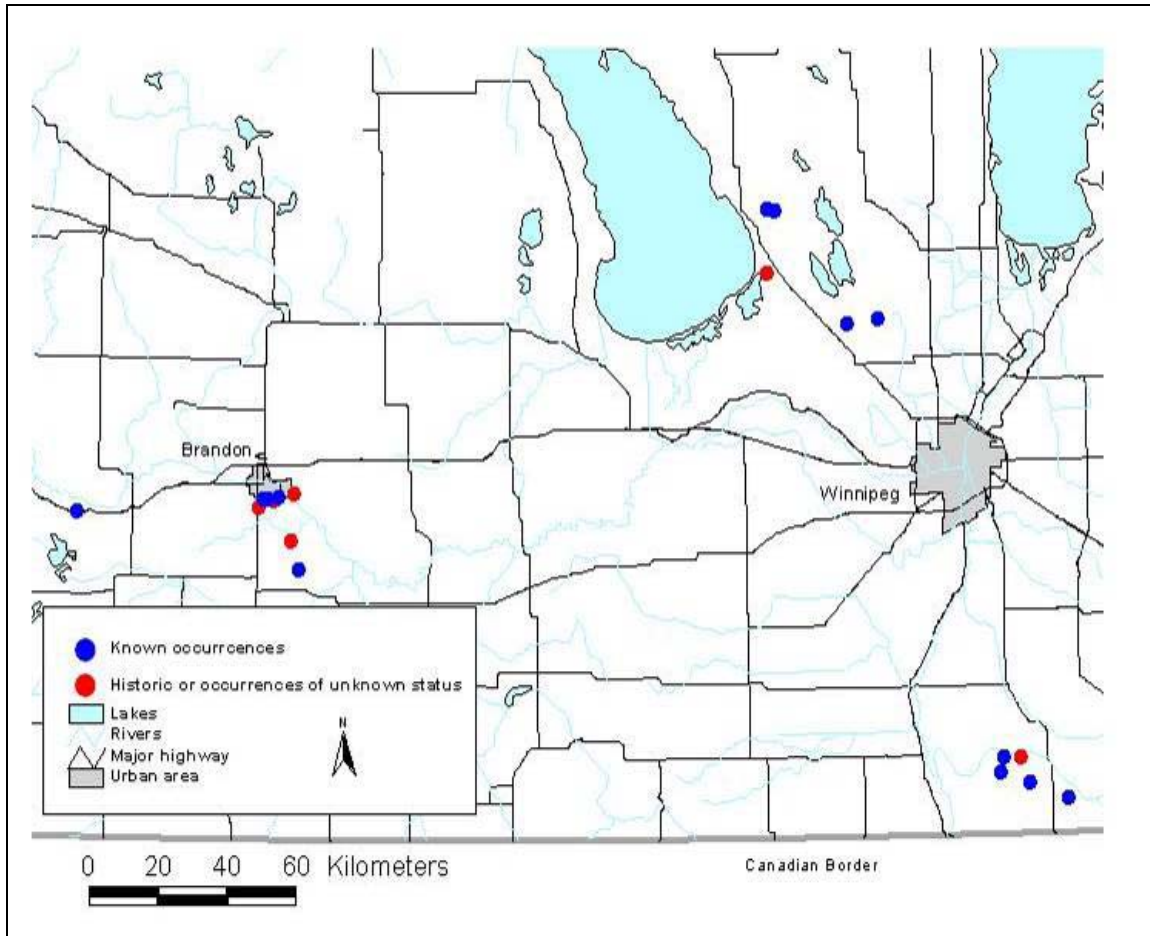 Brandon
Winnipeg
Known occurrcences
Historic or occurrences of unknown status
Lakes
Rivers
Major highway
Urban area
N
0 20 40 60 Kilometers
Canadian Border